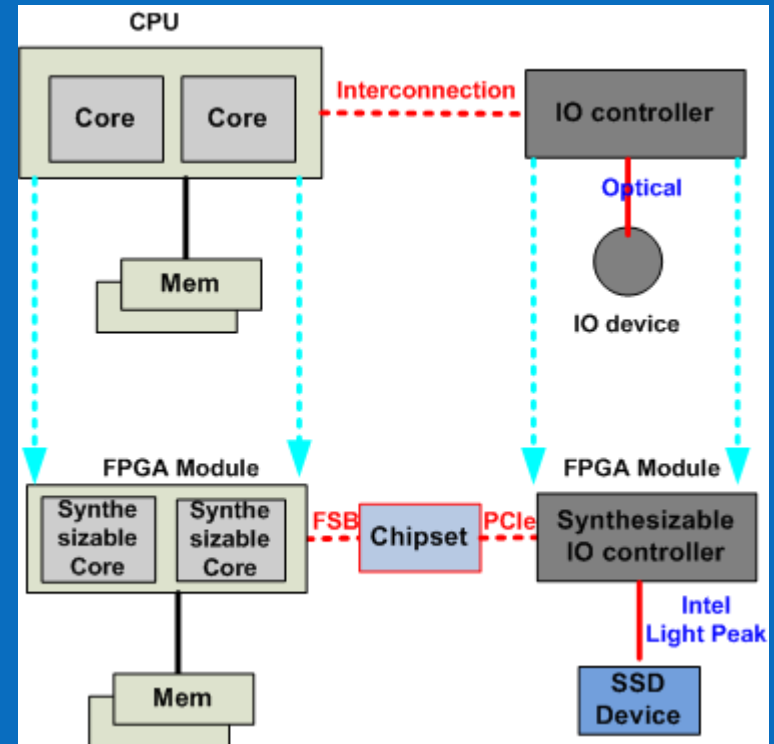 CPU
Core
Core
Interconnection
IO controller
Optical
Mem
IO device
FPGA Module
FPGA Module
Synthe
sizable
Core
Synthe
sizable
Core
FSB
Chipset
PCIe
Synthesizable
IO controller
Intel
Light Peak
Mem
SSD
Device